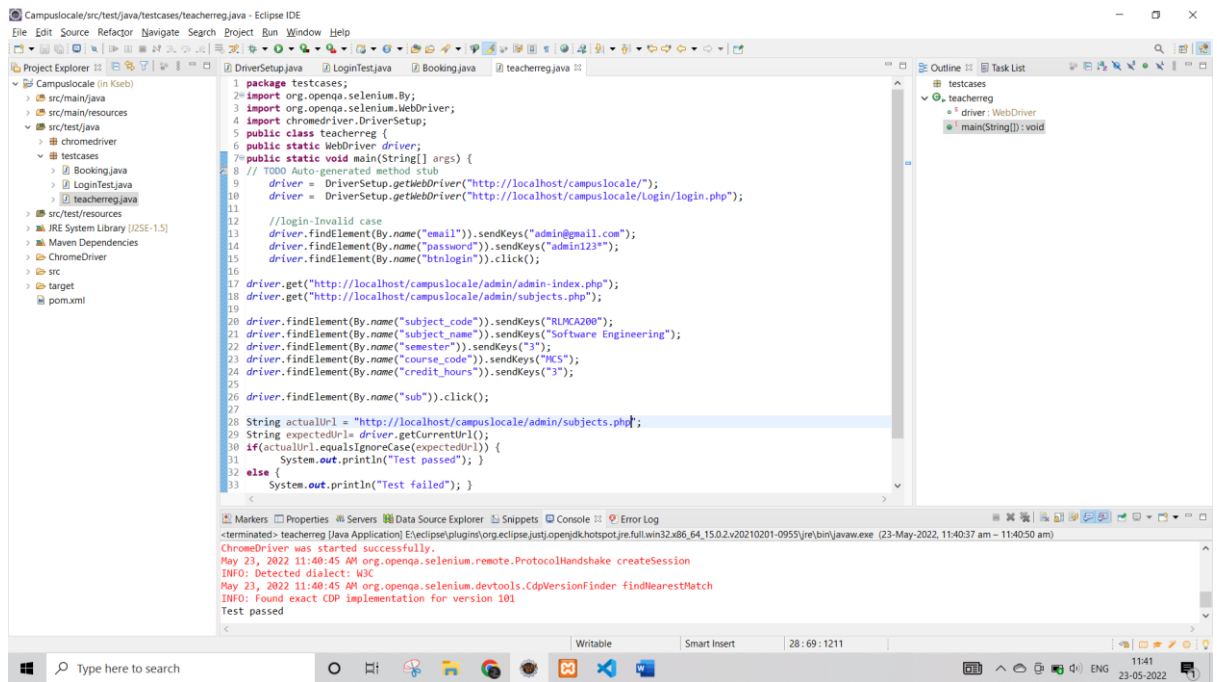 Campuslocale/src/test/java/testcases/teacherreg.java - Eclipse IDE
File Edit Source Refactor Navigate Search Project Run Window Help
Project Explorer
Campuslocale (in Kseb)
src/main/java
src/main/resources
src/test/java
chromedriver
testcases
Booking.java
LoginTest.java
teacherreg.java
src/test/resources
JRE System Library [J2SE-1.5]
Maven Dependencies
ChromeDriver
src
target
pom.xml
DriverSetup.java LoginTest.java Booking.java teacherreg.java
1 package testcases;
2 import org.openqa.selenium.By;
3 import org.openqa.selenium.WebDriver;
4 import chromedriver.DriverSetup;
5 public class teacherreg {
6 public static WebDriver driver;
7 public static void main(String[] args) {
8 // TODO Auto-generated method stub
9 driver = DriverSetup.getWebDriver("http://localhost/campuslocale/");
10 driver = DriverSetup.getWebDriver("http://localhost/campuslocale/Login/login.php");
11
12 //login-Invalid case
13 driver.findElement(By.name("email")).sendKeys("admin@gmail.com");
14 driver.findElement(By.name("password")).sendKeys("admin123*");
15 driver.findElement(By.name("btnlogin")).click();
16
17 driver.get("http://localhost/campuslocale/admin/admin-index.php");
18 driver.get("http://localhost/campuslocale/admin/subjects.php");
19
20 driver.findElement(By.name("subject_code")).sendKeys("RLMCA200");
21 driver.findElement(By.name("subject_name")).sendKeys("Software Engineering");
22 driver.findElement(By.name("semester")).sendKeys("3");
23 driver.findElement(By.name("course_code")).sendKeys("MCS");
24 driver.findElement(By.name("credit_hours")).sendKeys("3");
25
26 driver.findElement(By.name("sub")).click();
27
28 String actualUrl = "http://localhost/campuslocale/admin/subjects.php";
29 String expectedUrl= driver.getCurrentUrl();
30 if(actualUrl.equalsIgnoreCase(expectedUrl)) {
31 System.out.println("Test passed"); }
32 else {
33 System.out.println("Test failed"); }
Outline Task List
testcases
teacherreg
driver : WebDriver
main(String[]) : void
Markers Properties Servers Data Source Explorer Snippets Console Error Log
<terminated> teacherreg [Java Application] E:\eclipse\plugins\org.eclipse.justj.openjdk.hotspot.jre.full.win32.x86_64_15.0.2.v20210201-0955\jre\bin\javaw.exe (23-May-2022, 11:40:37 am – 11:40:50 am)
ChromeDriver was started successfully.
May 23, 2022 11:40:45 AM org.openqa.selenium.remote.ProtocolHandshake createSession
INFO: Detected dialect: W3C
May 23, 2022 11:40:45 AM org.openqa.selenium.devtools.CdpVersionFinder findNearestMatch
INFO: Found exact CDP implementation for version 101
Test passed
Writable Smart Insert 28 : 69 : 1211
Type here to search
ENG
11:41
23-05-2022